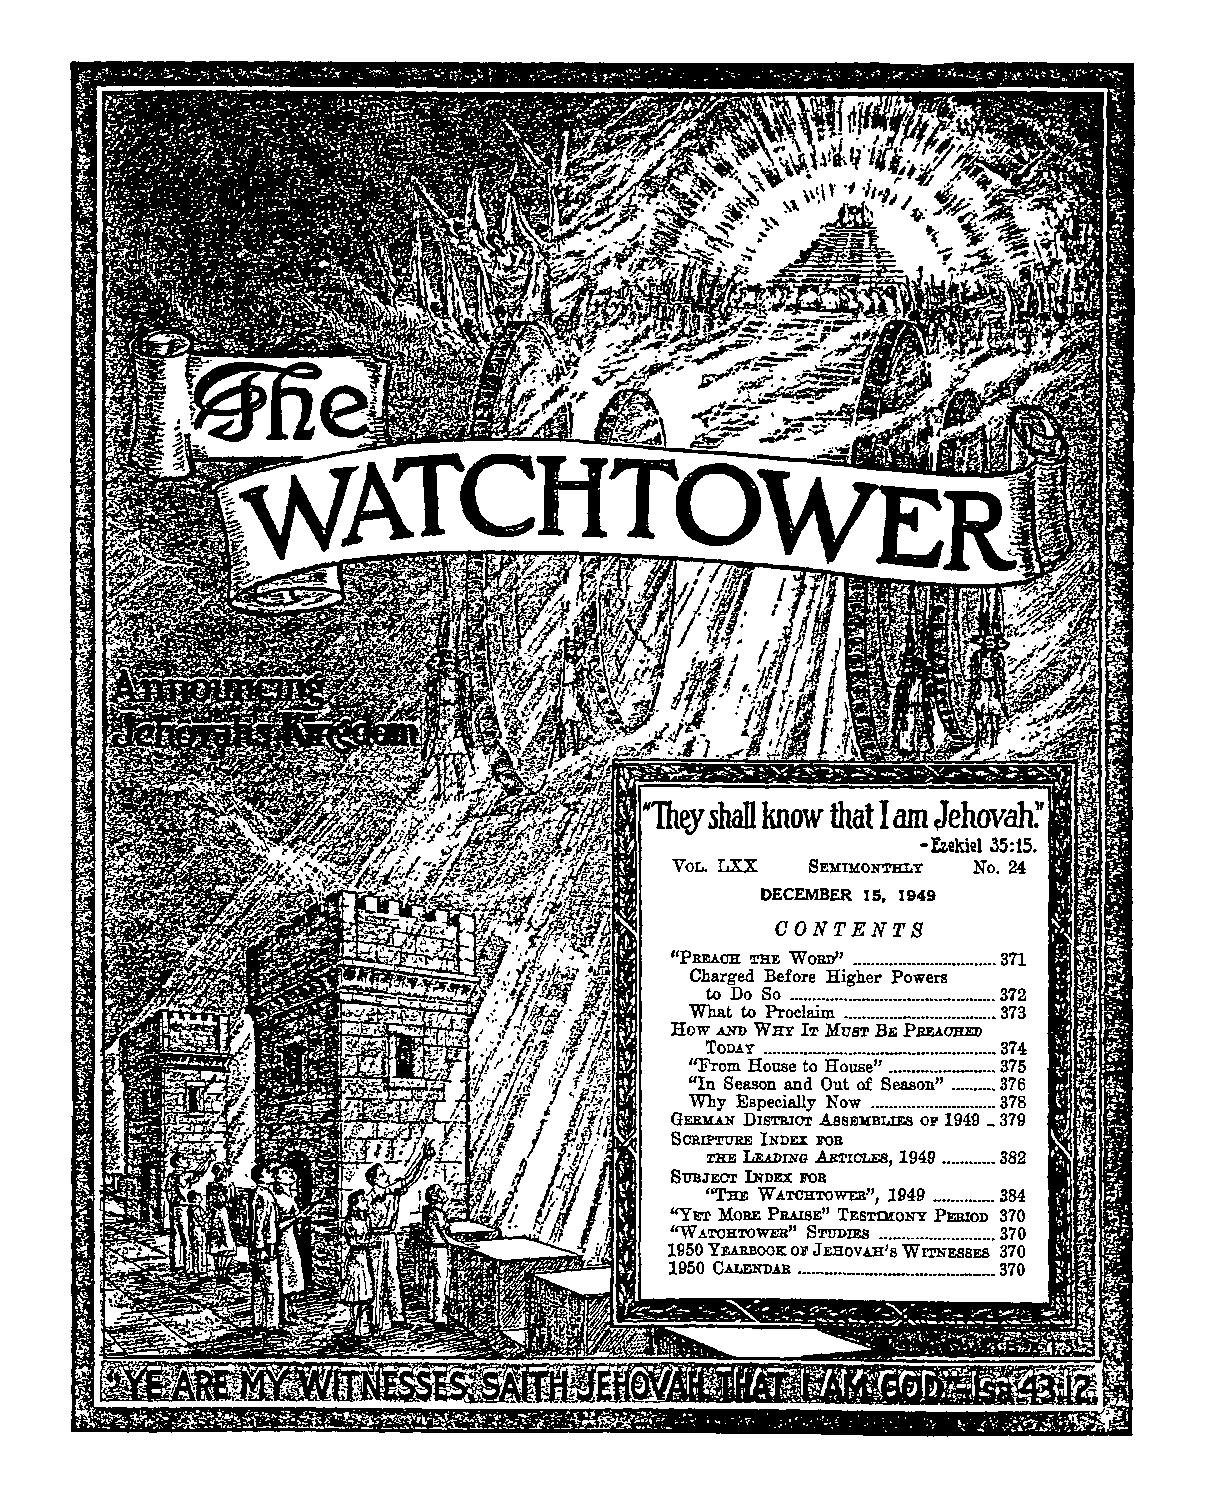 The
WATCHTOWER
Announcing
Jehovah's Kingdom
"They shall know that I am Jehovah."
-Ezekiel 35:15.
VOL. LXX SEMIMONTHLY No. 24
DECEMBER 15, 1949
CONTENTS
"PREACH THE WORD" ................................ 371
Charged Before Higher Powers
to Do So ................................ 372
What to Proclaim ................................ 373
HOW AND WHY IT MUST BE PREACHED
TODAY ................................ 374
"From House to House" ........................ 375
"In Season and Out of Season" .......... 376
Why Especially Now ............................ 378
GERMAN DISTRICT ASSEMBLIES OF 1949 .. 379
SCRIPTURE INDEX FOR
THE LEADING ARTICLES, 1949 ............ 382
SUBJECT INDEX FOR
"THE WATCHTOWER", 1949 .............. 384
"YET MORE PRAISE" TESTIMONY PERIOD 370
"WATCHTOWER" STUDIES .......................... 370
1950 YEARBOOK OF JEHOVAH'S WITNESSES 370
1950 CALENDAR ............................................ 370
"YE ARE MY WITNESSES, SAITH JEHOVAH, THAT I AM GOD."-Isa. 43:12.